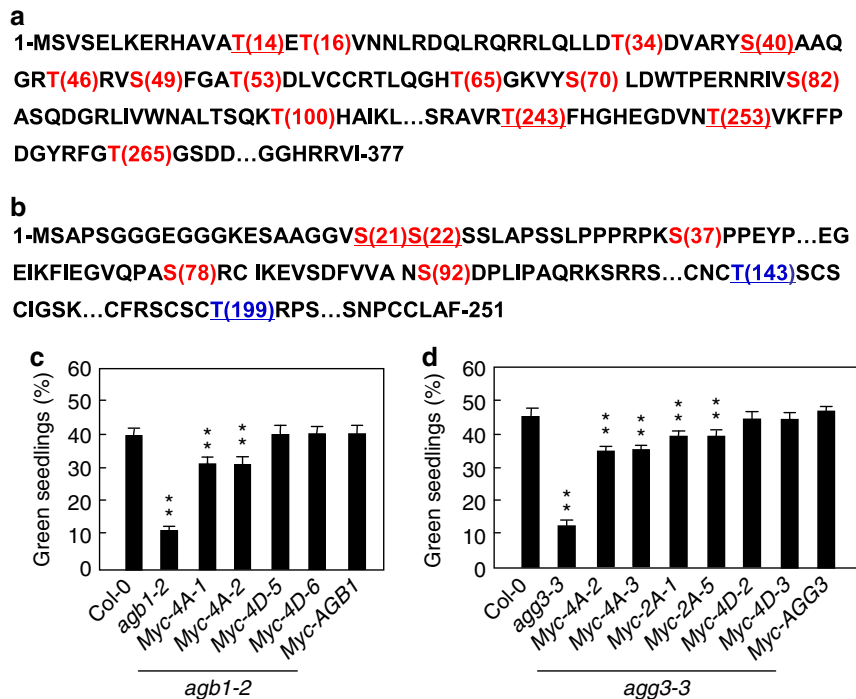 a
1-MSVSELKERHAVAT(14)ET(16)VNNLRDQLRQRRLQLLDT(34)DVARYS(40)AAQ
GRT(46)RVS(49)FGAT(53)DLVCCRTLQGHT(65)GKVYS(70) LDWTPERNRIVS(82)
ASQDGRLIVWNALTSQKT(100)HAIKL...SRAVRT(243)FHGHEGDVNT(253)VKFFP
DGYRFGT(265)GSDD...GGHRRVI-377
b
1-MSAPSGGGEGGGKESAAGGVS(21)S(22)SSLAPSSLPPPRPKS(37)PPEYP...EG
EIKFIEGVQPAS(78)RC IKEVSDFVVA NS(92)DPLIPAQRKSRRS...CNCT(143)SCS
CIGSK...CFRSCSCT(199)RPS...SNPCCLAF-251
c
Green seedlings (%)
60
50
40
30
20
10
0
**
**
**
Col-0
agb1-2
Myc-4A-1
Myc-4A-2
Myc-4D-5
Myc-4D-6
Myc-AGB1
agb1-2
d
Green seedlings (%)
60
50
40
30
20
10
0
**
**
**
**
**
Col-0
agg3-3
Myc-4A-2
Myc-4A-3
Myc-2A-1
Myc-2A-5
Myc-4D-2
Myc-4D-3
Myc-AGG3
agg3-3